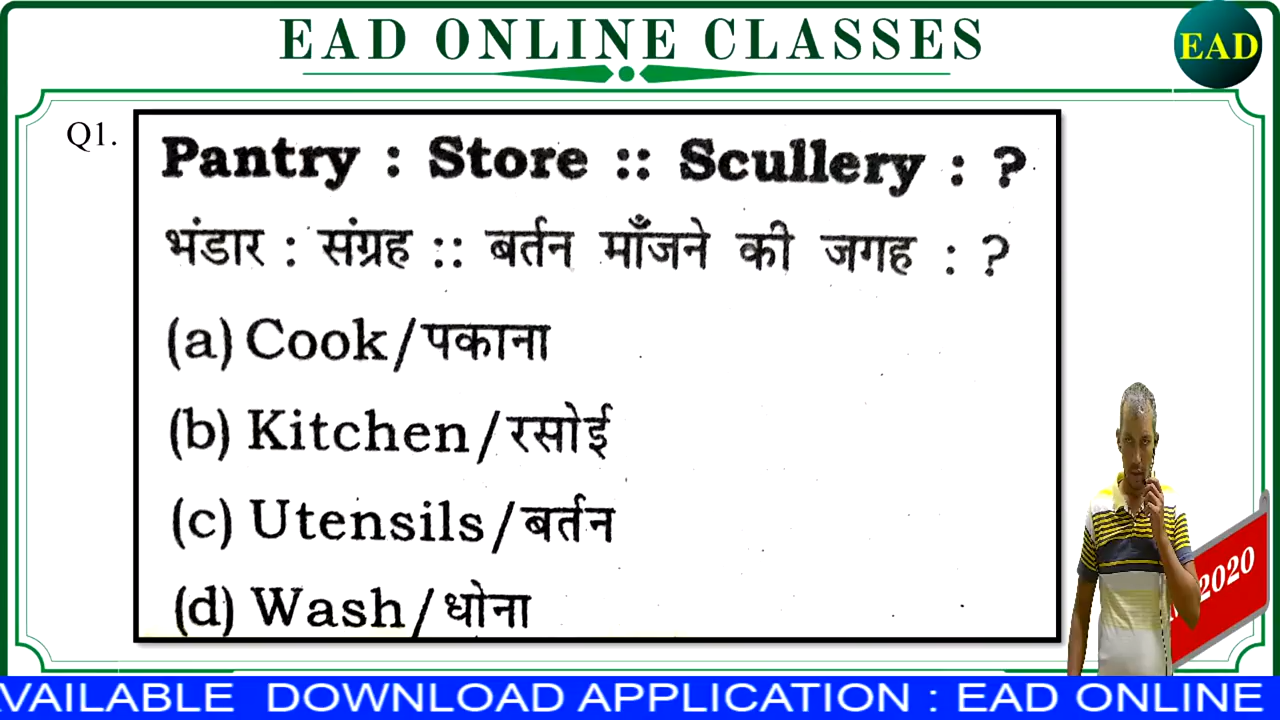 EAD ONLINE CLASSES
EAD
Q1.
Pantry : Store :: Scullery : ?
भंडार : संग्रह :: बर्तन माँजने की जगह : ?
(a) Cook/पकाना
(b) Kitchen/रसोई
(c) Utensils/बर्तन
(d) Wash/धोना
2020
VAILABLE DOWNLOAD APPLICATION : EAD ONLINE